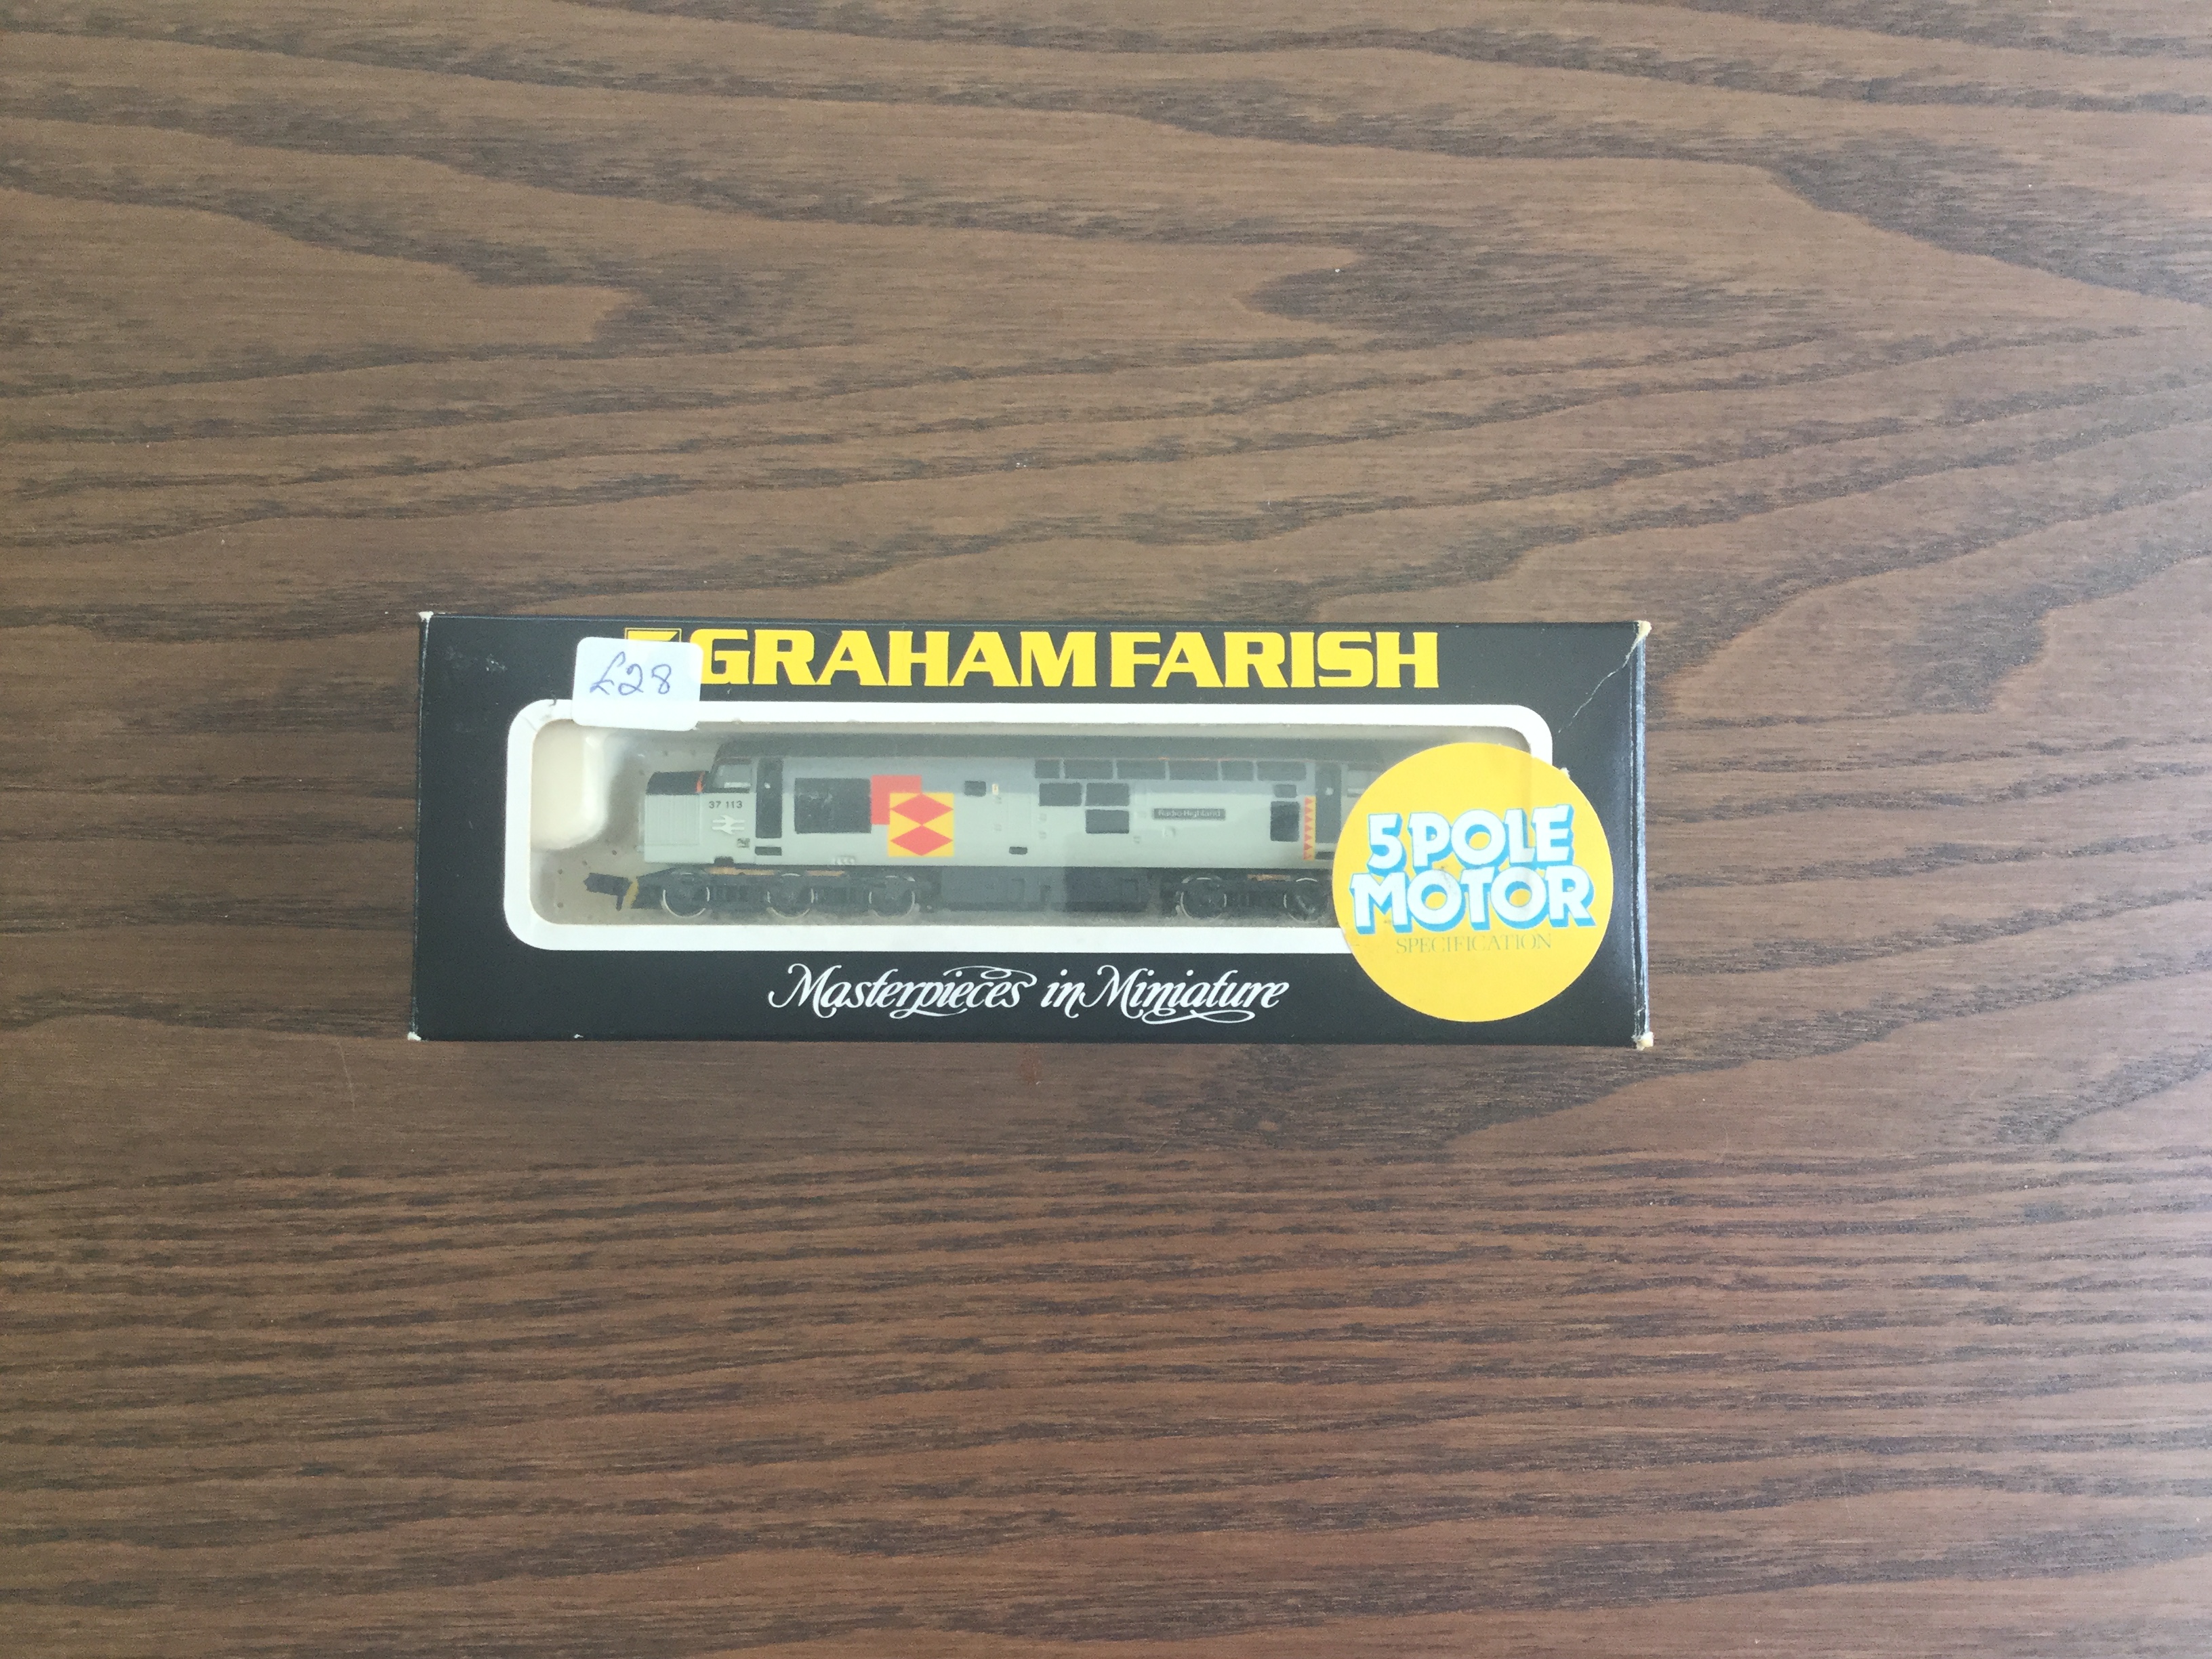 GRAHAM FARISH
£28
37 113
Radio Highland
5 POLE
MOTOR
SPECIFICATION
Masterpieces in Miniature